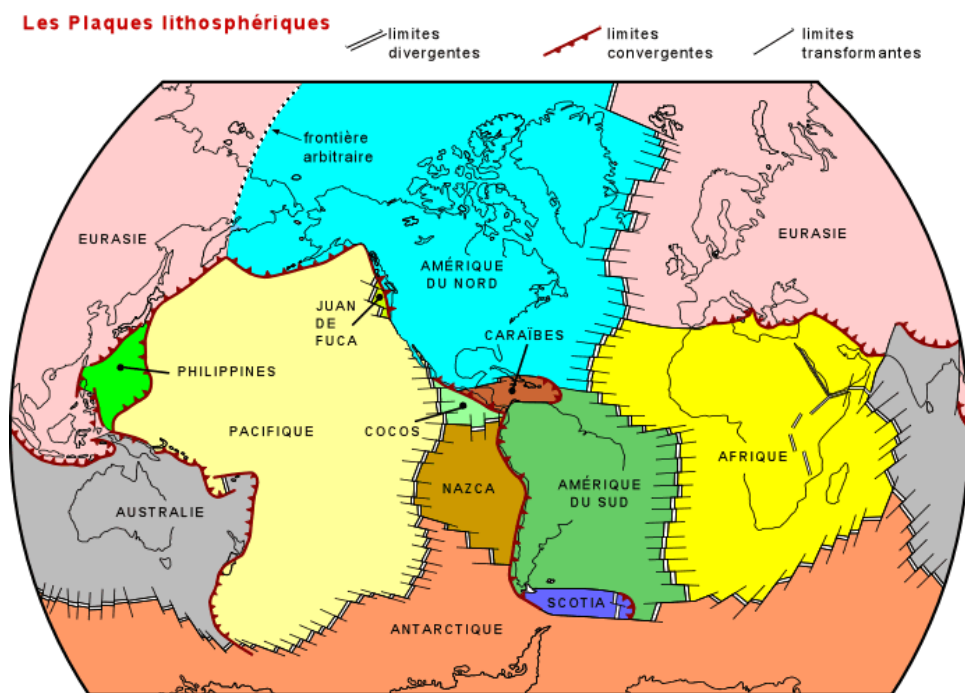 Les Plaques lithosphériques
limites
divergentes
limites
convergentes
limites
transformantes
frontière
arbitraire
EURASIE
AMÉRIQUE
DU NORD
EURASIE
JUAN
DE
FUCA
CARAÏBES
PHILIPPINES
PACIFIQUE
COCOS
AFRIQUE
NAZCA
AMÉRIQUE
DU SUD
AUSTRALIE
SCOTIA
ANTARCTIQUE